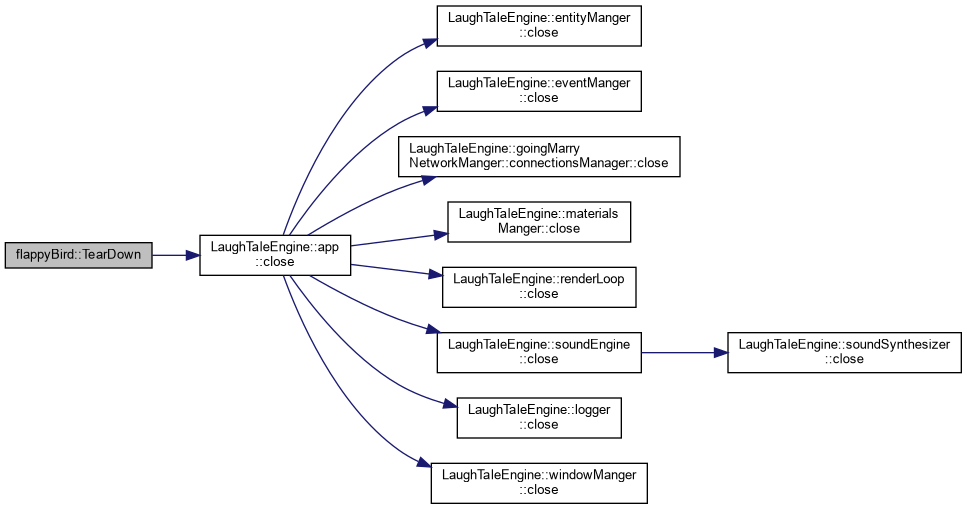 flappyBird::TearDown
LaughTaleEngine::app
::close
LaughTaleEngine::entityManger
::close
LaughTaleEngine::eventManger
::close
LaughTaleEngine::goingMarry
NetworkManger::connectionsManager::close
LaughTaleEngine::materials
Manger::close
LaughTaleEngine::renderLoop
::close
LaughTaleEngine::soundEngine
::close
LaughTaleEngine::soundSynthesizer
::close
LaughTaleEngine::logger
::close
LaughTaleEngine::windowManger
::close